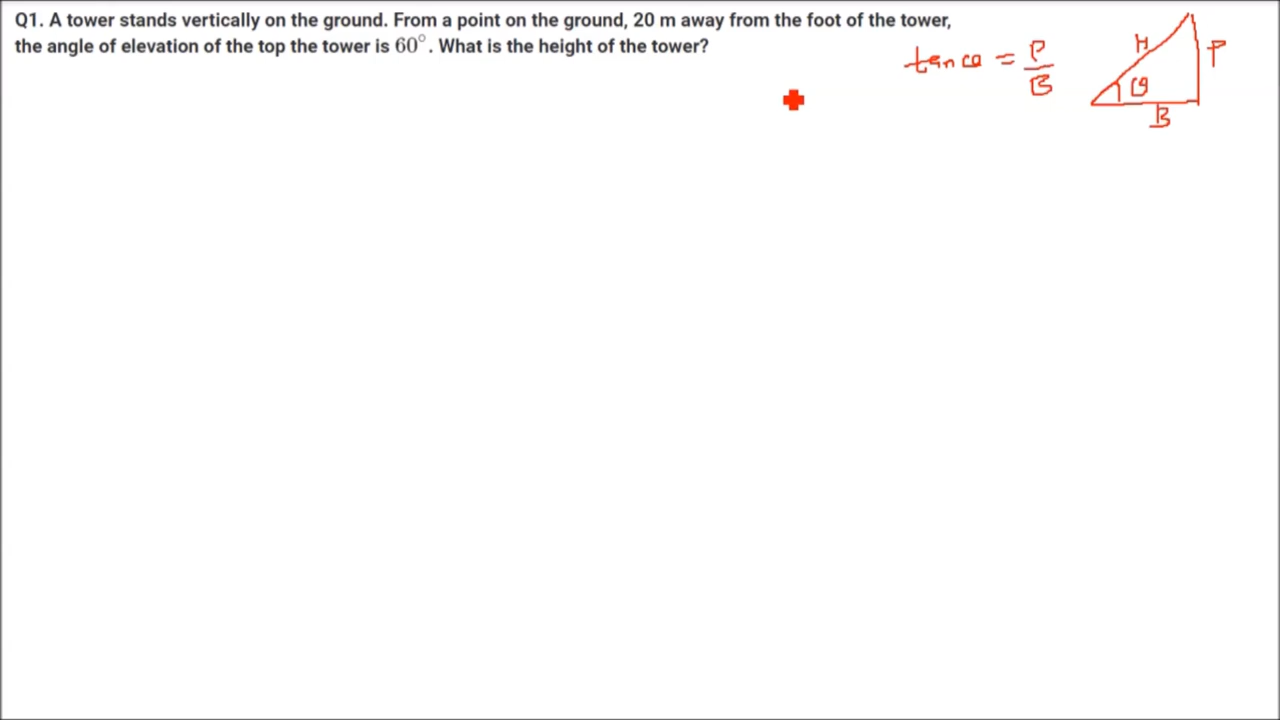 Q1. A tower stands vertically on the ground. From a point on the ground, 20 m away from the foot of the tower,
the angle of elevation of the top the tower is 60°. What is the height of the tower?
tan θ = P/B
H
P
θ
B